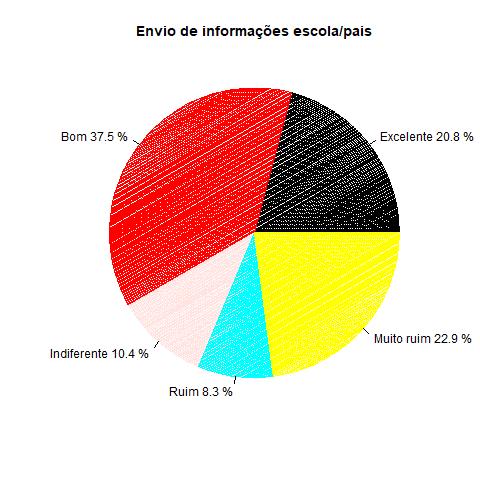 Envio de informações escola/pais
Bom 37.5 %
Excelente 20.8 %
Indiferente 10.4 %
Muito ruim 22.9 %
Ruim 8.3 %